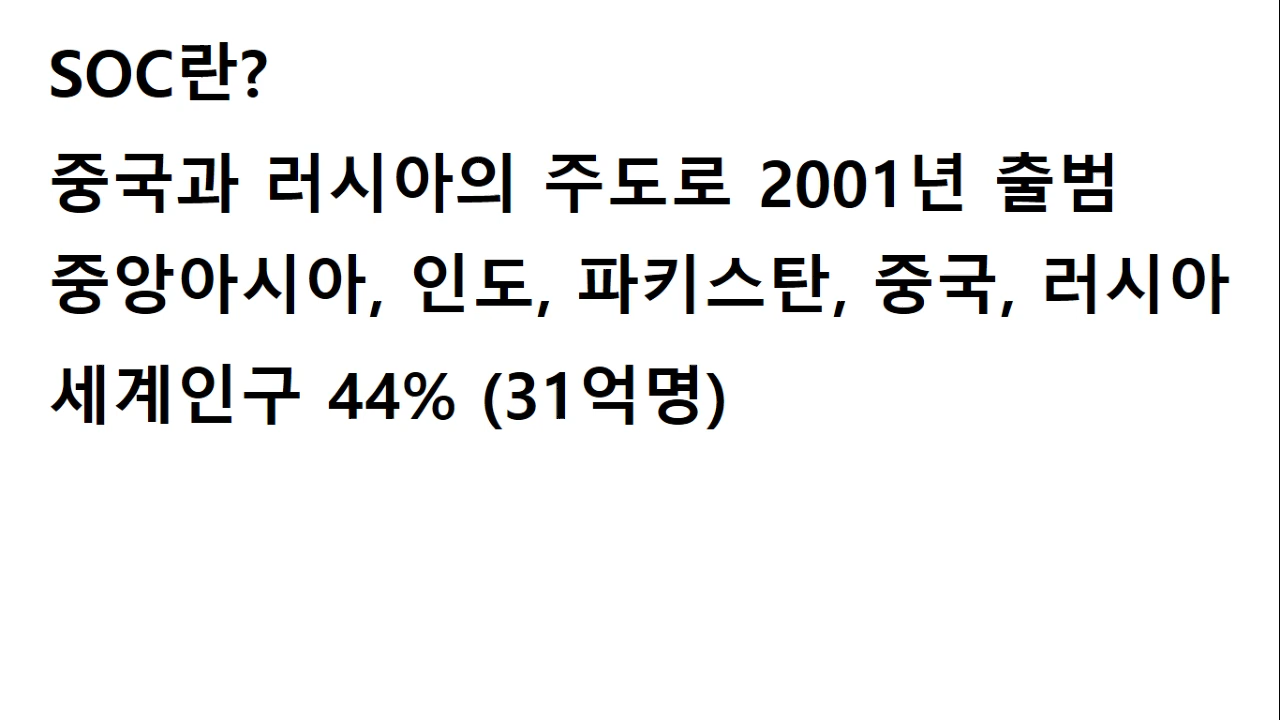 SOC란?
중국과 러시아의 주도로 2001년 출범
중앙아시아, 인도, 파키스탄, 중국, 러시아
세계인구 44% (31억명)